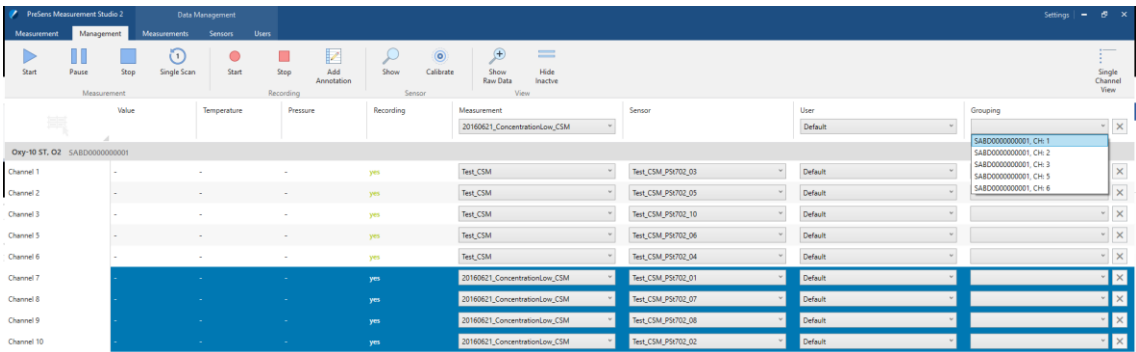 PreSens Measurement Studio 2 Data Management Settings
Measurement Management Measurements Sensors Users
Start Pause Stop Single Scan Start Stop Add Annotation Show Calibrate Show Raw Data Hide Inactve Single Channel View
Measurement Recording Sensor View
Value Temperature Pressure Recording Measurement Sensor User Grouping
20160621_ConcentrationLow_CSM Default
SABD0000000001, CH: 1
SABD0000000001, CH: 2
SABD0000000001, CH: 3
SABD0000000001, CH: 5
SABD0000000001, CH: 6
Oxy-10 ST, O2 SABD0000000001
Channel 1 - - - yes Test_CSM Test_CSM_PSt702_03 Default
Channel 2 - - - yes Test_CSM Test_CSM_PSt702_05 Default
Channel 3 - - - yes Test_CSM Test_CSM_PSt702_10 Default
Channel 5 - - - yes Test_CSM Test_CSM_PSt702_06 Default
Channel 6 - - - yes Test_CSM Test_CSM_PSt702_04 Default
Channel 7 - - - yes 20160621_ConcentrationLow_CSM Test_CSM_PSt702_01 Default
Channel 8 - - - yes 20160621_ConcentrationLow_CSM Test_CSM_PSt702_07 Default
Channel 9 - - - yes 20160621_ConcentrationLow_CSM Test_CSM_PSt702_08 Default
Channel 10 - - - yes 20160621_ConcentrationLow_CSM Test_CSM_PSt702_02 Default